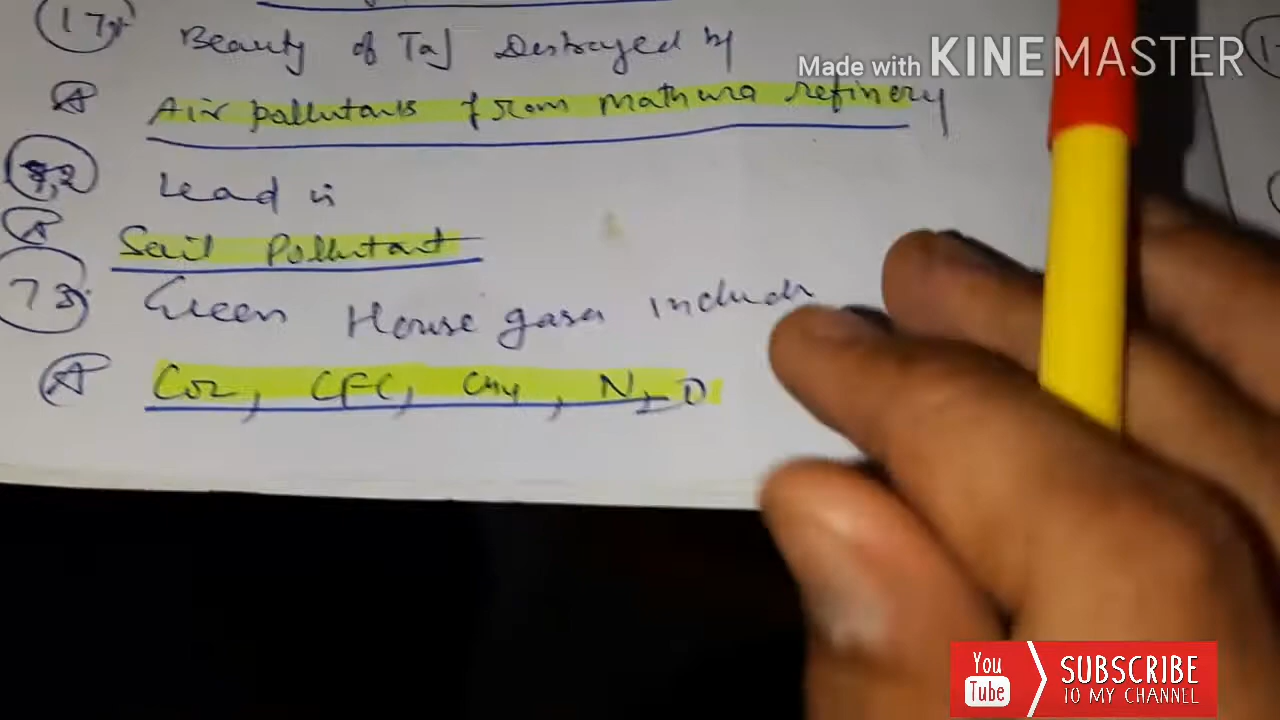 17
Beauty of Taj Destroyed by
Made with KINEMASTER
A Air pollutants from mathura refinery
72 Lead is
A Soil Pollutant
73. Green House gases include
A CO2, CFC, CH4, N2O
You Tube SUBSCRIBE
TO MY CHANNEL